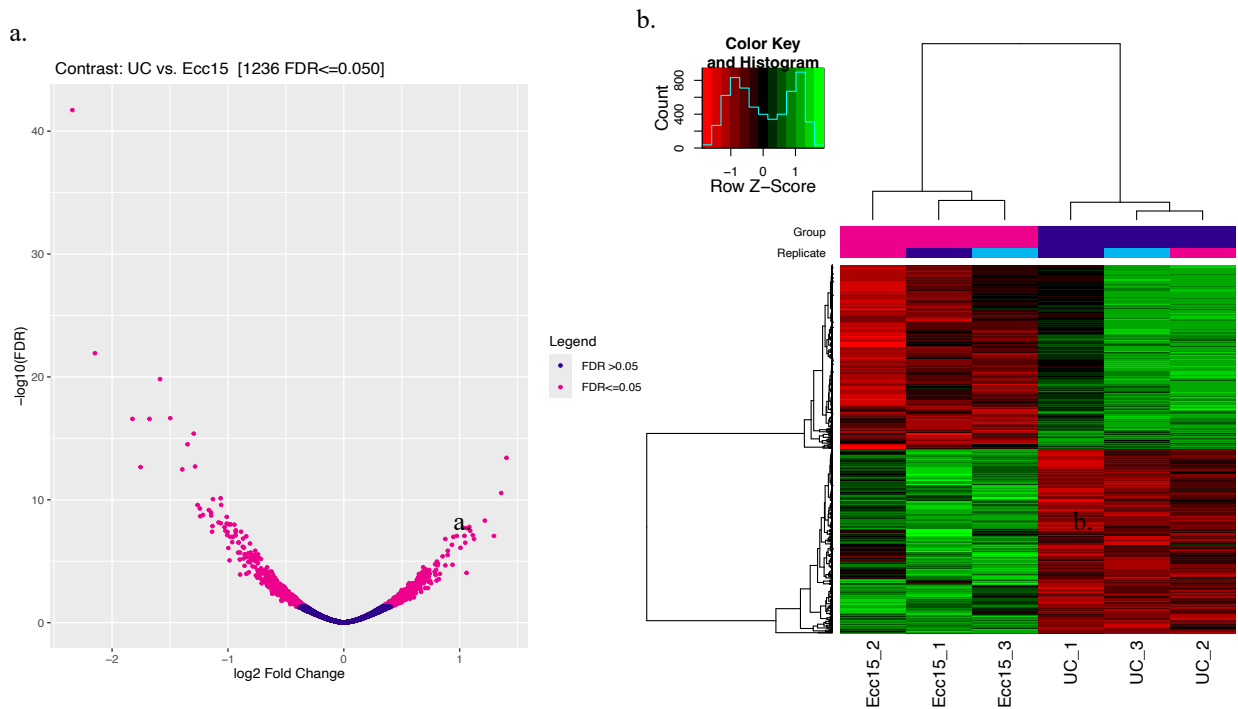 a.
Contrast: UC vs. Ecc15 [1236 FDR<=0.050]
40
30
20
10
0
−log10(FDR)
−2
−1
0
1
log2 Fold Change
a.
Legend
FDR >0.05
FDR<=0.05
b.
Color Key
and Histogram
Count
0
400
800
−1
0
1
Row Z−Score
Group
Replicate
b.
Ecc15_2
Ecc15_1
Ecc15_3
UC_1
UC_3
UC_2